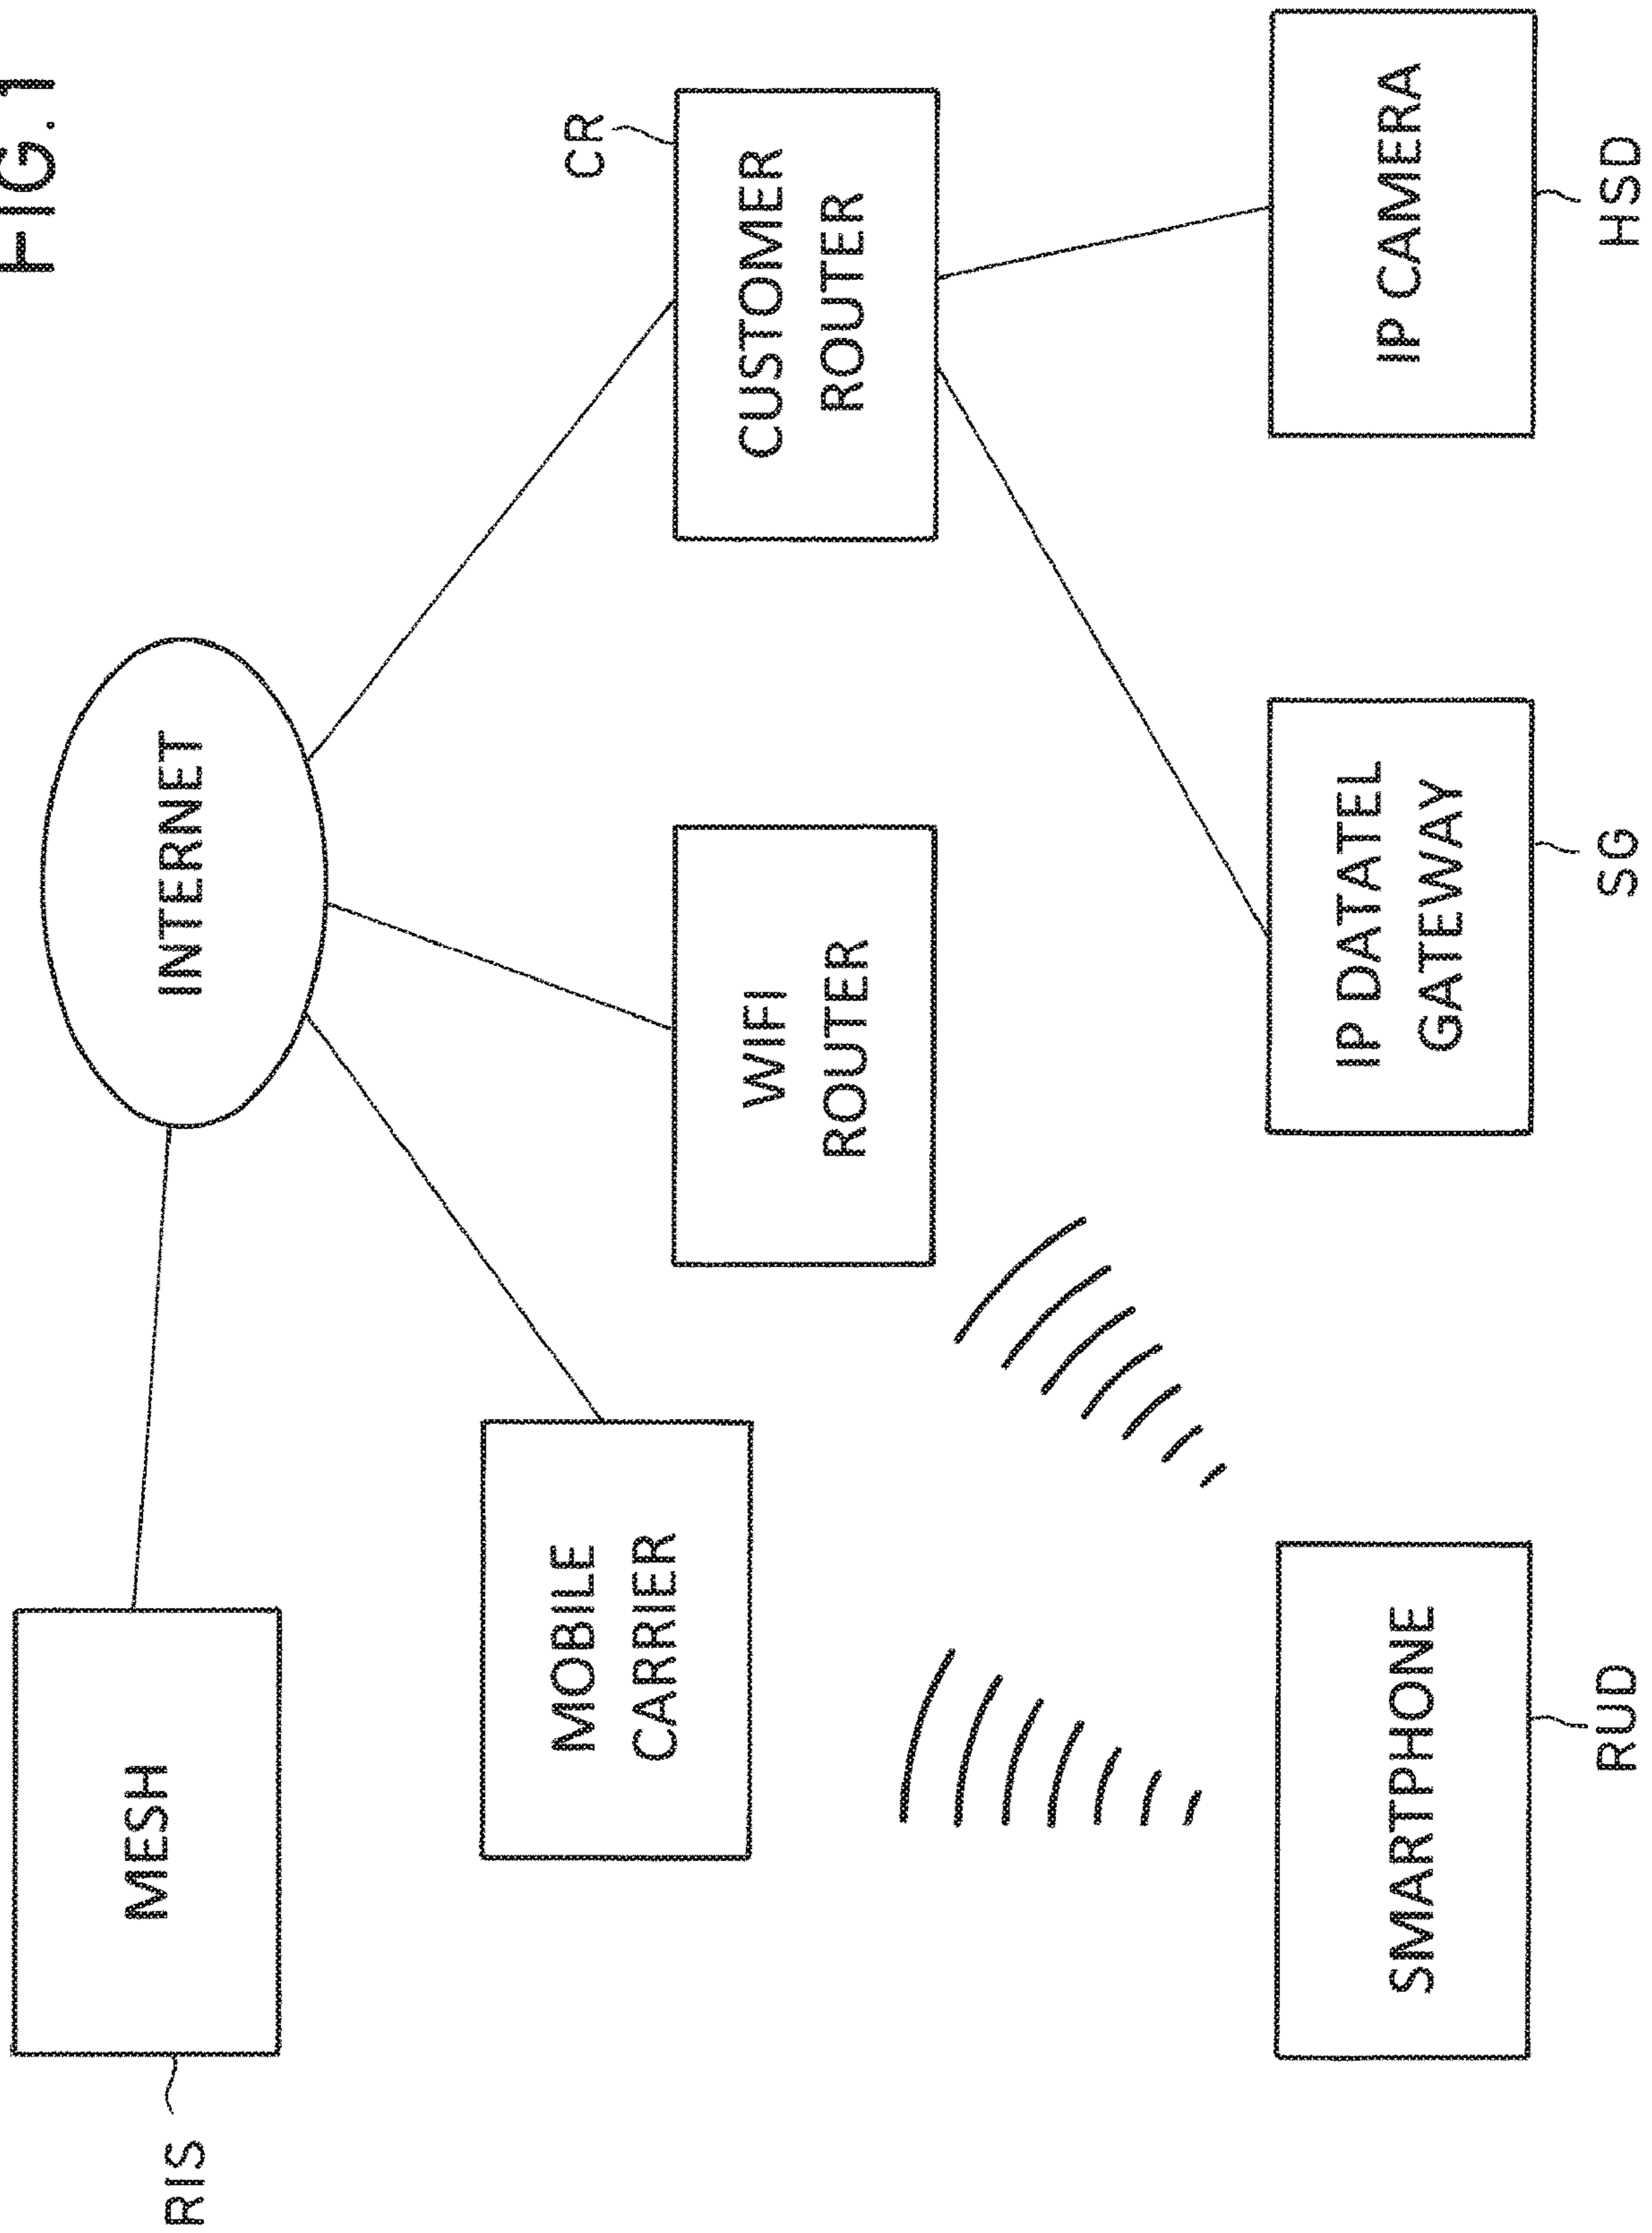 FIG.1
INTERNET
MESH
RIS
MOBILE
CARRIER
WIFI
ROUTER
CR
CUSTOMER
ROUTER
SMARTPHONE
RUD
IP DATATEL
GATEWAY
SG
IP CAMERA
HSD